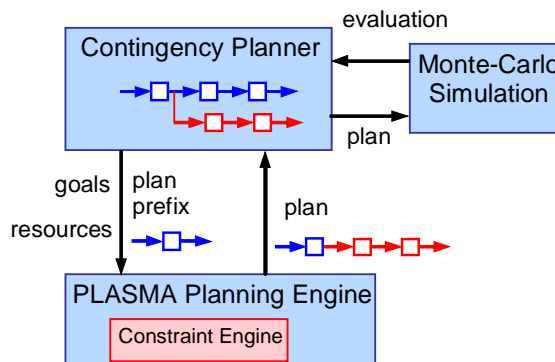 evaluation
Contingency Planner
Monte-Carlo
Simulation
plan
goals
plan
prefix
resources
plan
PLASMA Planning Engine
Constraint Engine